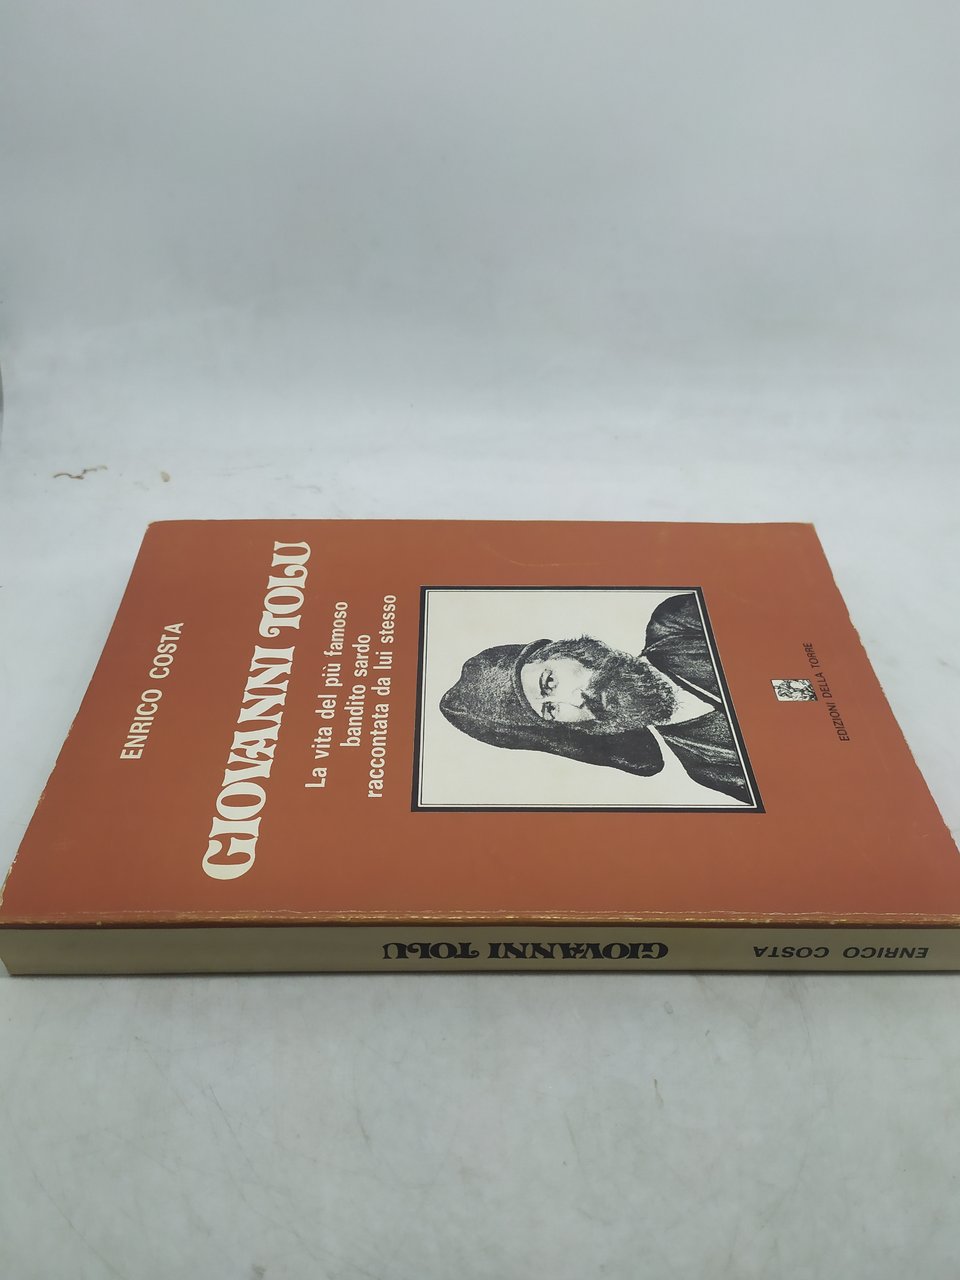 ENRICO COSTA
GIOVANNI TOLU
La vita del più famoso
bandito sardo
raccontata da lui stesso
EDIZIONI DELLA TORRE
ENRICO COSTA
GIOVANNI TOLU